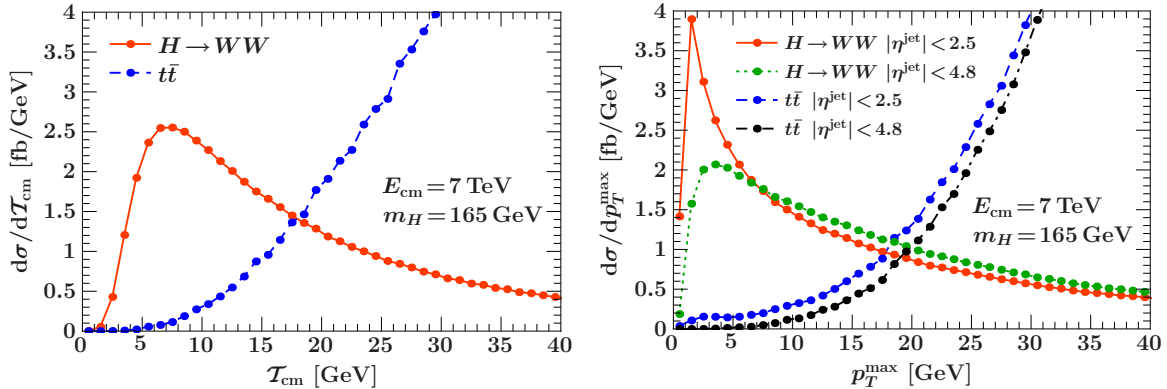 4
3.5
3
2.5
2
1.5
1
0.5
0
0 5 10 15 20 25 30 35 40
dσ/d𝒯cm [fb/GeV]
𝒯cm [GeV]
H→WW
tt̄
Ecm=7 TeV
mH=165 GeV
4
3.5
3
2.5
2
1.5
1
0.5
0
0 5 10 15 20 25 30 35 40
dσ/dpTmax [fb/GeV]
pTmax [GeV]
H→WW |ηjet|<2.5
H→WW |ηjet|<4.8
tt̄ |ηjet|<2.5
tt̄ |ηjet|<4.8
Ecm=7 TeV
mH=165 GeV